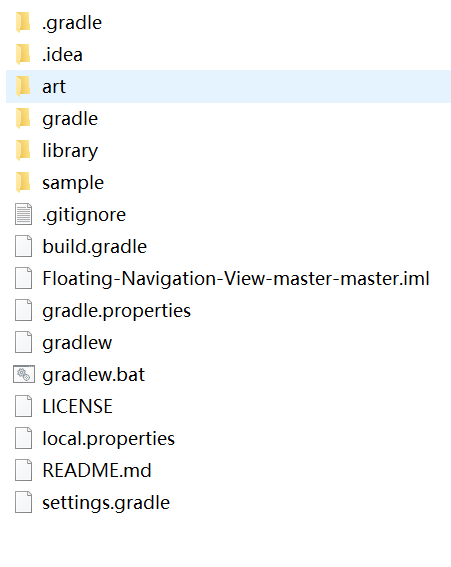 .gradle
.idea
art
gradle
library
sample
.gitignore
build.gradle
Floating-Navigation-View-master-master.iml
gradle.properties
gradlew
gradlew.bat
LICENSE
local.properties
README.md
settings.gradle